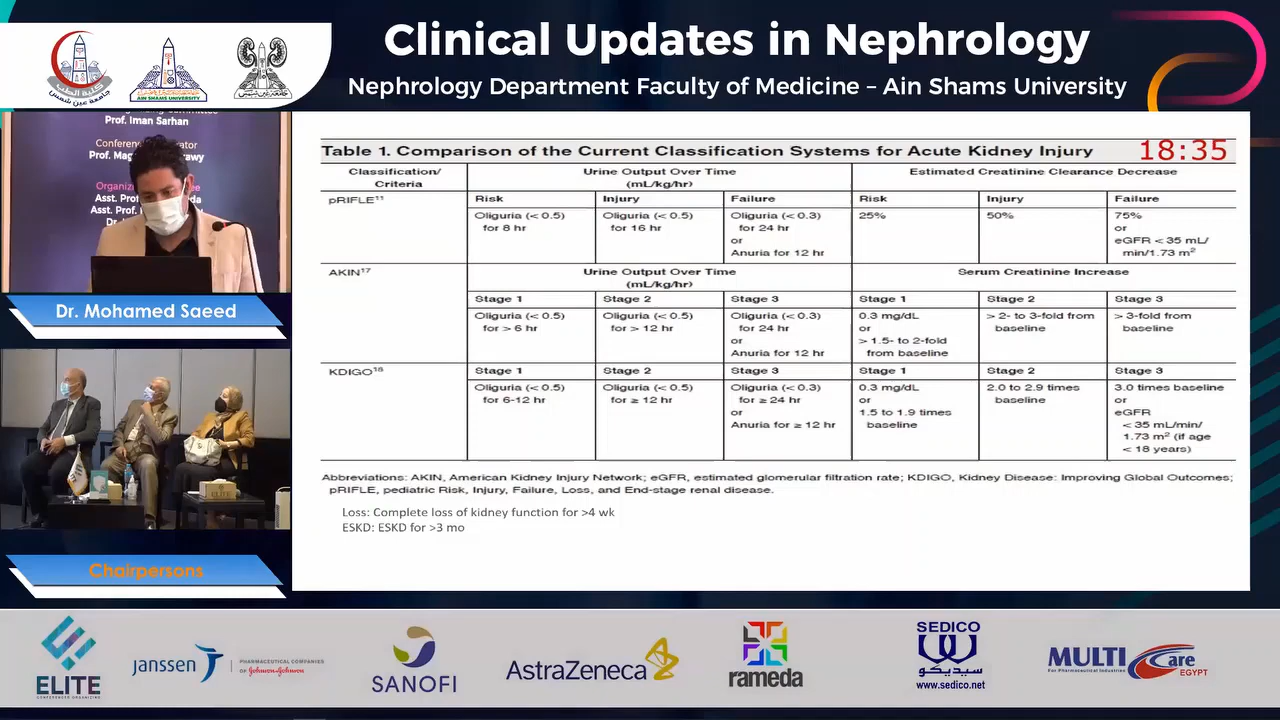 Clinical Updates in Nephrology
Nephrology Department Faculty of Medicine – Ain Shams University
AIN SHAMS UNIVERSITY
Prof. Iman Sarhan
Dr. Mohamed Saeed
Chairpersons
Table 1. Comparison of the Current Classification Systems for Acute Kidney Injury
18:35
Classification/
Criteria
Urine Output Over Time
(mL/kg/hr)
Estimated Creatinine Clearance Decrease
pRIFLE¹¹
Risk
Injury
Failure
Risk
Injury
Failure
Oliguria (< 0.5)
for 8 hr
Oliguria (< 0.5)
for 16 hr
Oliguria (< 0.3)
for 24 hr
or
Anuria for 12 hr
25%
50%
75%
or
eGFR < 35 mL/
min/1.73 m²
AKIN¹⁷
Urine Output Over Time
(mL/kg/hr)
Serum Creatinine Increase
Stage 1
Stage 2
Stage 3
Stage 1
Stage 2
Stage 3
Oliguria (< 0.5)
for > 6 hr
Oliguria (< 0.5)
for > 12 hr
Oliguria (< 0.3)
for 24 hr
or
Anuria for 12 hr
0.3 mg/dL
or
> 1.5- to 2-fold
from baseline
> 2- to 3-fold from
baseline
> 3-fold from
baseline
KDIGO¹⁸
Stage 1
Stage 2
Stage 3
Stage 1
Stage 2
Stage 3
Oliguria (< 0.5)
for 6-12 hr
Oliguria (< 0.5)
for ≥ 12 hr
Oliguria (< 0.3)
for ≥ 24 hr
or
Anuria for ≥ 12 hr
0.3 mg/dL
or
1.5 to 1.9 times
baseline
2.0 to 2.9 times
baseline
3.0 times baseline
or
eGFR
< 35 mL/min/
1.73 m² (if age
< 18 years)
Abbreviations: AKIN, American Kidney Injury Network; eGFR, estimated glomerular filtration rate; KDIGO, Kidney Disease: Improving Global Outcomes;
pRIFLE, pediatric Risk, Injury, Failure, Loss, and End-stage renal disease.
Loss: Complete loss of kidney function for >4 wk
ESKD: ESKD for >3 mo
ELITE
CONFERENCES ORGANIZING
janssen
PHARMACEUTICAL COMPANIES
OF Johnson & Johnson
SANOFI
AstraZeneca
rameda
SEDICO
سيديكو
www.sedico.net
MULTI Care
For Pharmaceutical Industries
EGYPT